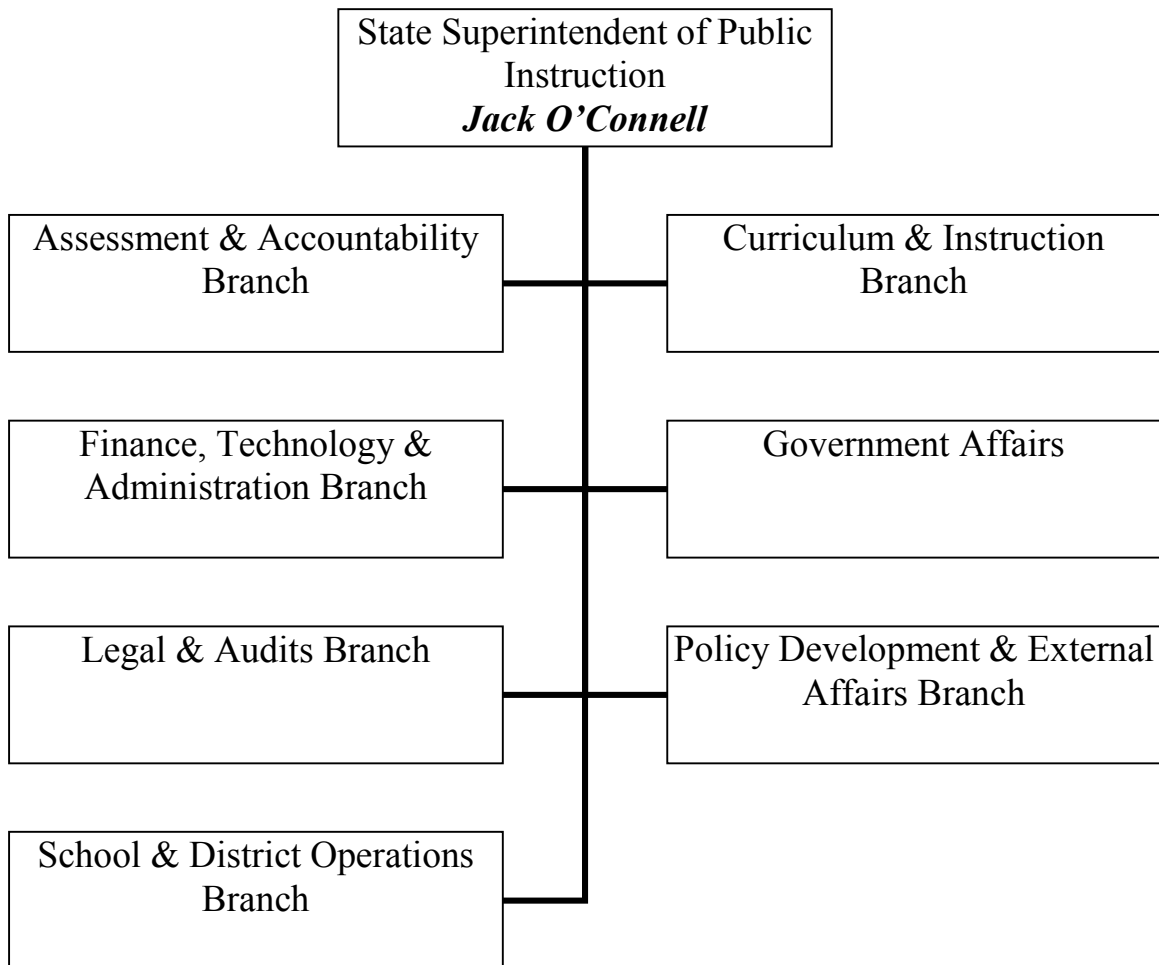 State Superintendent of Public
Instruction
Jack O’Connell
Assessment & Accountability
Branch
Curriculum & Instruction
Branch
Finance, Technology &
Administration Branch
Government Affairs
Legal & Audits Branch
Policy Development & External
Affairs Branch
School & District Operations
Branch